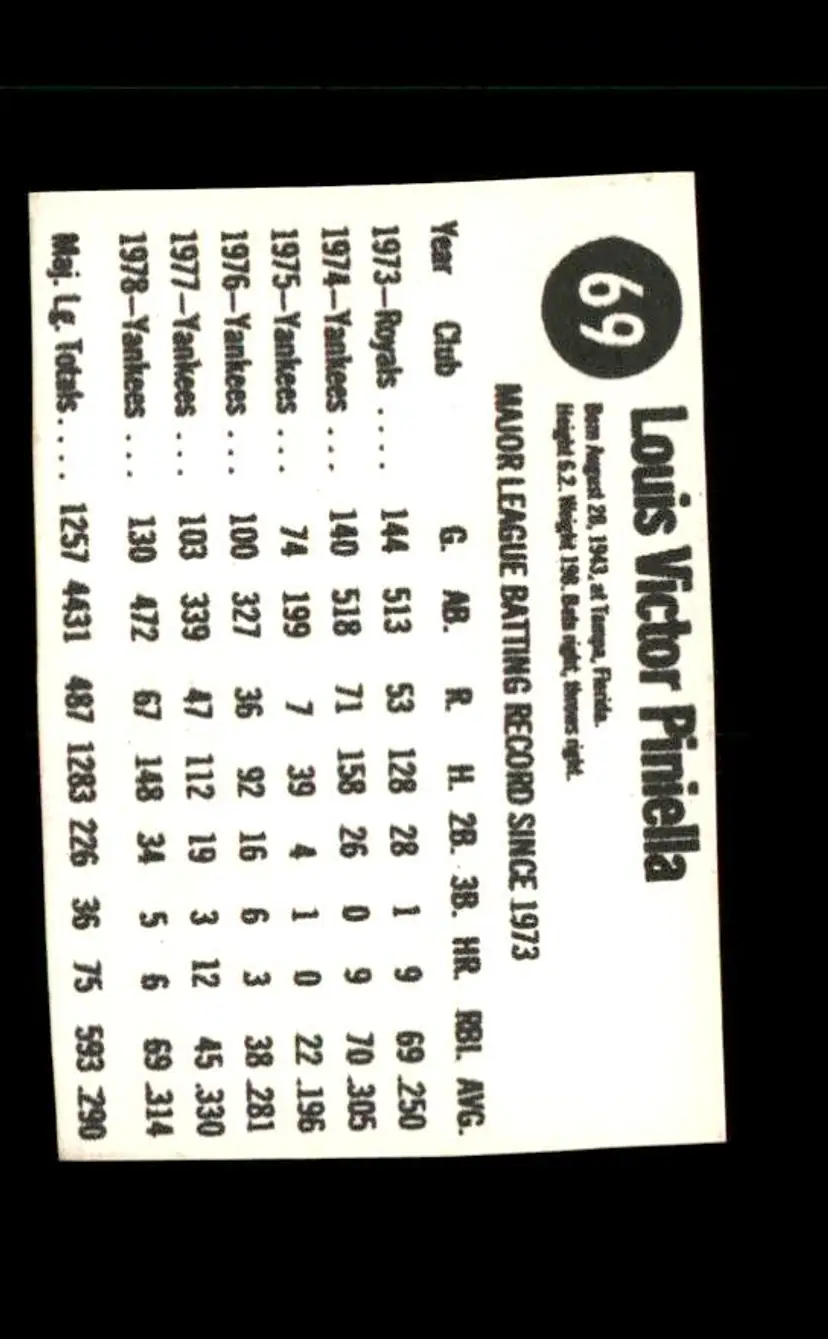 69
Louis Victor Piniella
Born August 28, 1943, at Tampa, Florida.
Height 6.2. Weight 198. Bats right, throws right.
MAJOR LEAGUE BATTING RECORD SINCE 1973
Year Club G. AB. R. H. 2B. 3B. HR. RBI. AVG.
1973—Royals .... 144 513 53 128 28 1 9 69 .250
1974—Yankees ... 140 518 71 158 26 0 9 70 .305
1975—Yankees ... 74 199 7 39 4 1 0 22 .196
1976—Yankees ... 100 327 36 92 16 6 3 38 .281
1977—Yankees ... 103 339 47 112 19 3 12 45 .330
1978—Yankees ... 130 472 67 148 34 5 6 69 .314
Maj. Lg. Totals.... 1257 4431 487 1283 226 36 75 593 .290